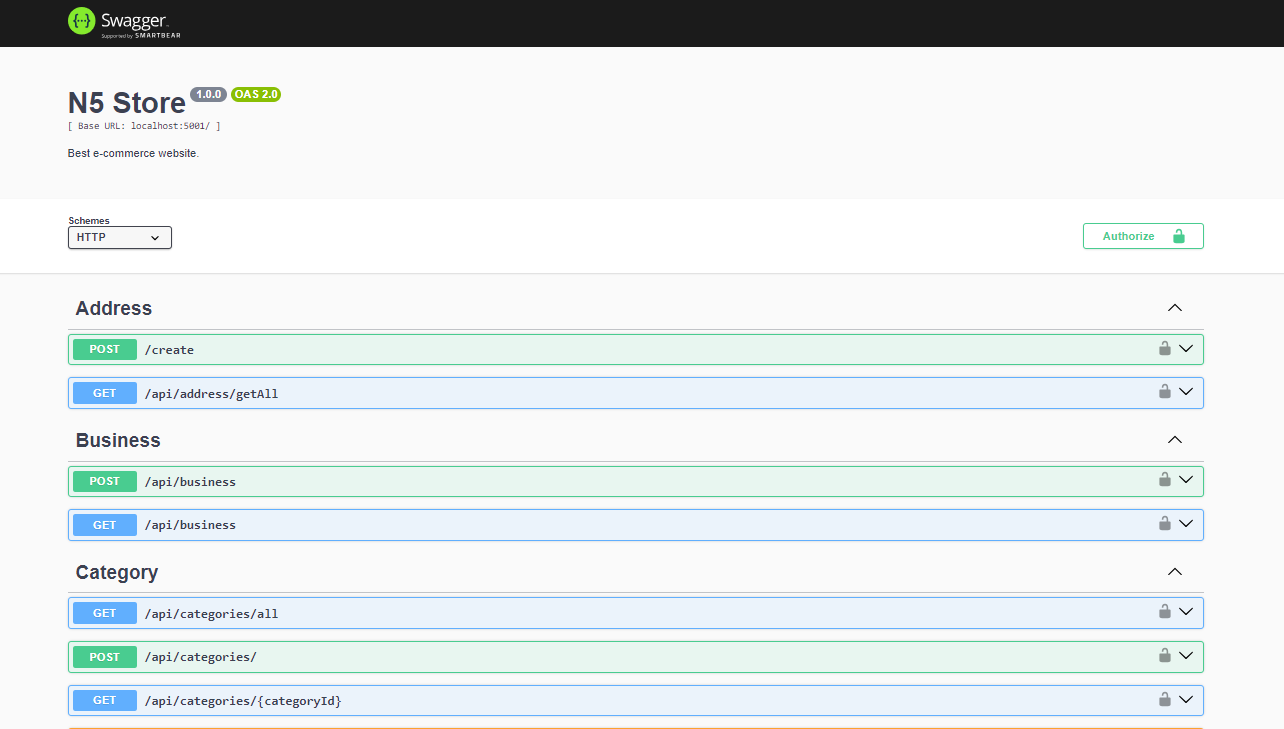 Swagger
Supported by SMARTBEAR
N5 Store 1.0.0 OAS 2.0
[ Base URL: localhost:5001/ ]
Best e-commerce website.
Schemes
HTTP
Authorize
Address
POST /create
GET /api/address/getAll
Business
POST /api/business
GET /api/business
Category
GET /api/categories/all
POST /api/categories/
GET /api/categories/{categoryId}